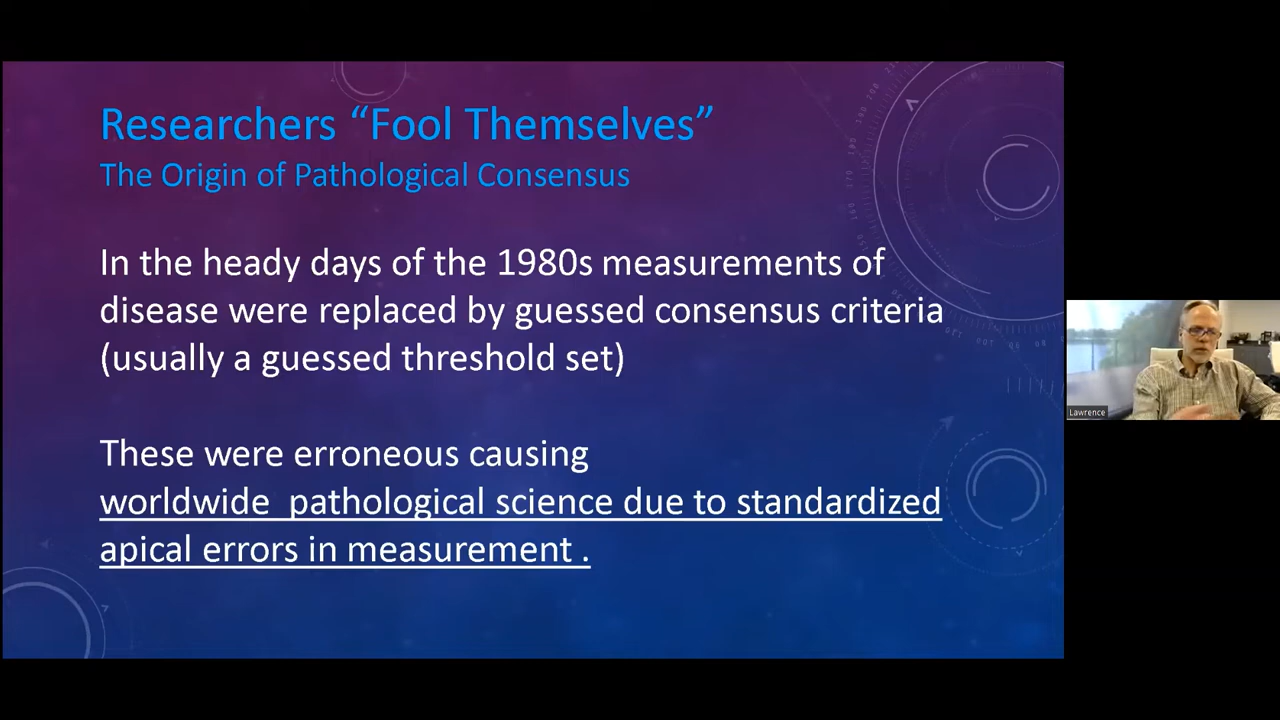 Researchers “Fool Themselves”
The Origin of Pathological Consensus
In the heady days of the 1980s measurements of
disease were replaced by guessed consensus criteria
(usually a guessed threshold set)
These were erroneous causing
worldwide  pathological science due to standardized
apical errors in measurement .
Lawrence